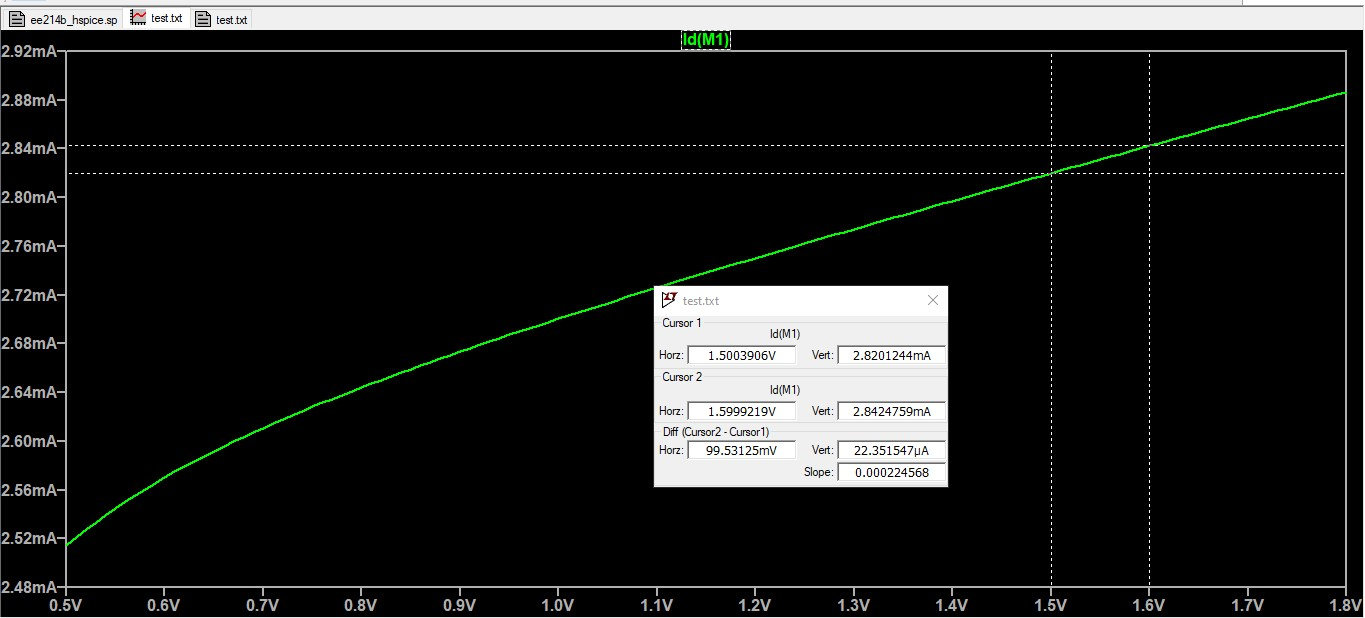 ee214b_hspice.sp test.txt test.txt
Id(M1)
2.92mA
2.88mA
2.84mA
2.80mA
2.76mA
2.72mA
2.68mA
2.64mA
2.60mA
2.56mA
2.52mA
2.48mA
0.5V 0.6V 0.7V 0.8V 0.9V 1.0V 1.1V 1.2V 1.3V 1.4V 1.5V 1.6V 1.7V 1.8V
test.txt
Cursor 1
Id(M1)
Horz: 1.5003906V Vert: 2.8201244mA
Cursor 2
Id(M1)
Horz: 1.5999219V Vert: 2.8424759mA
Diff (Cursor2 - Cursor1)
Horz: 99.53125mV Vert: 22.351547µA
Slope: 0.000224568